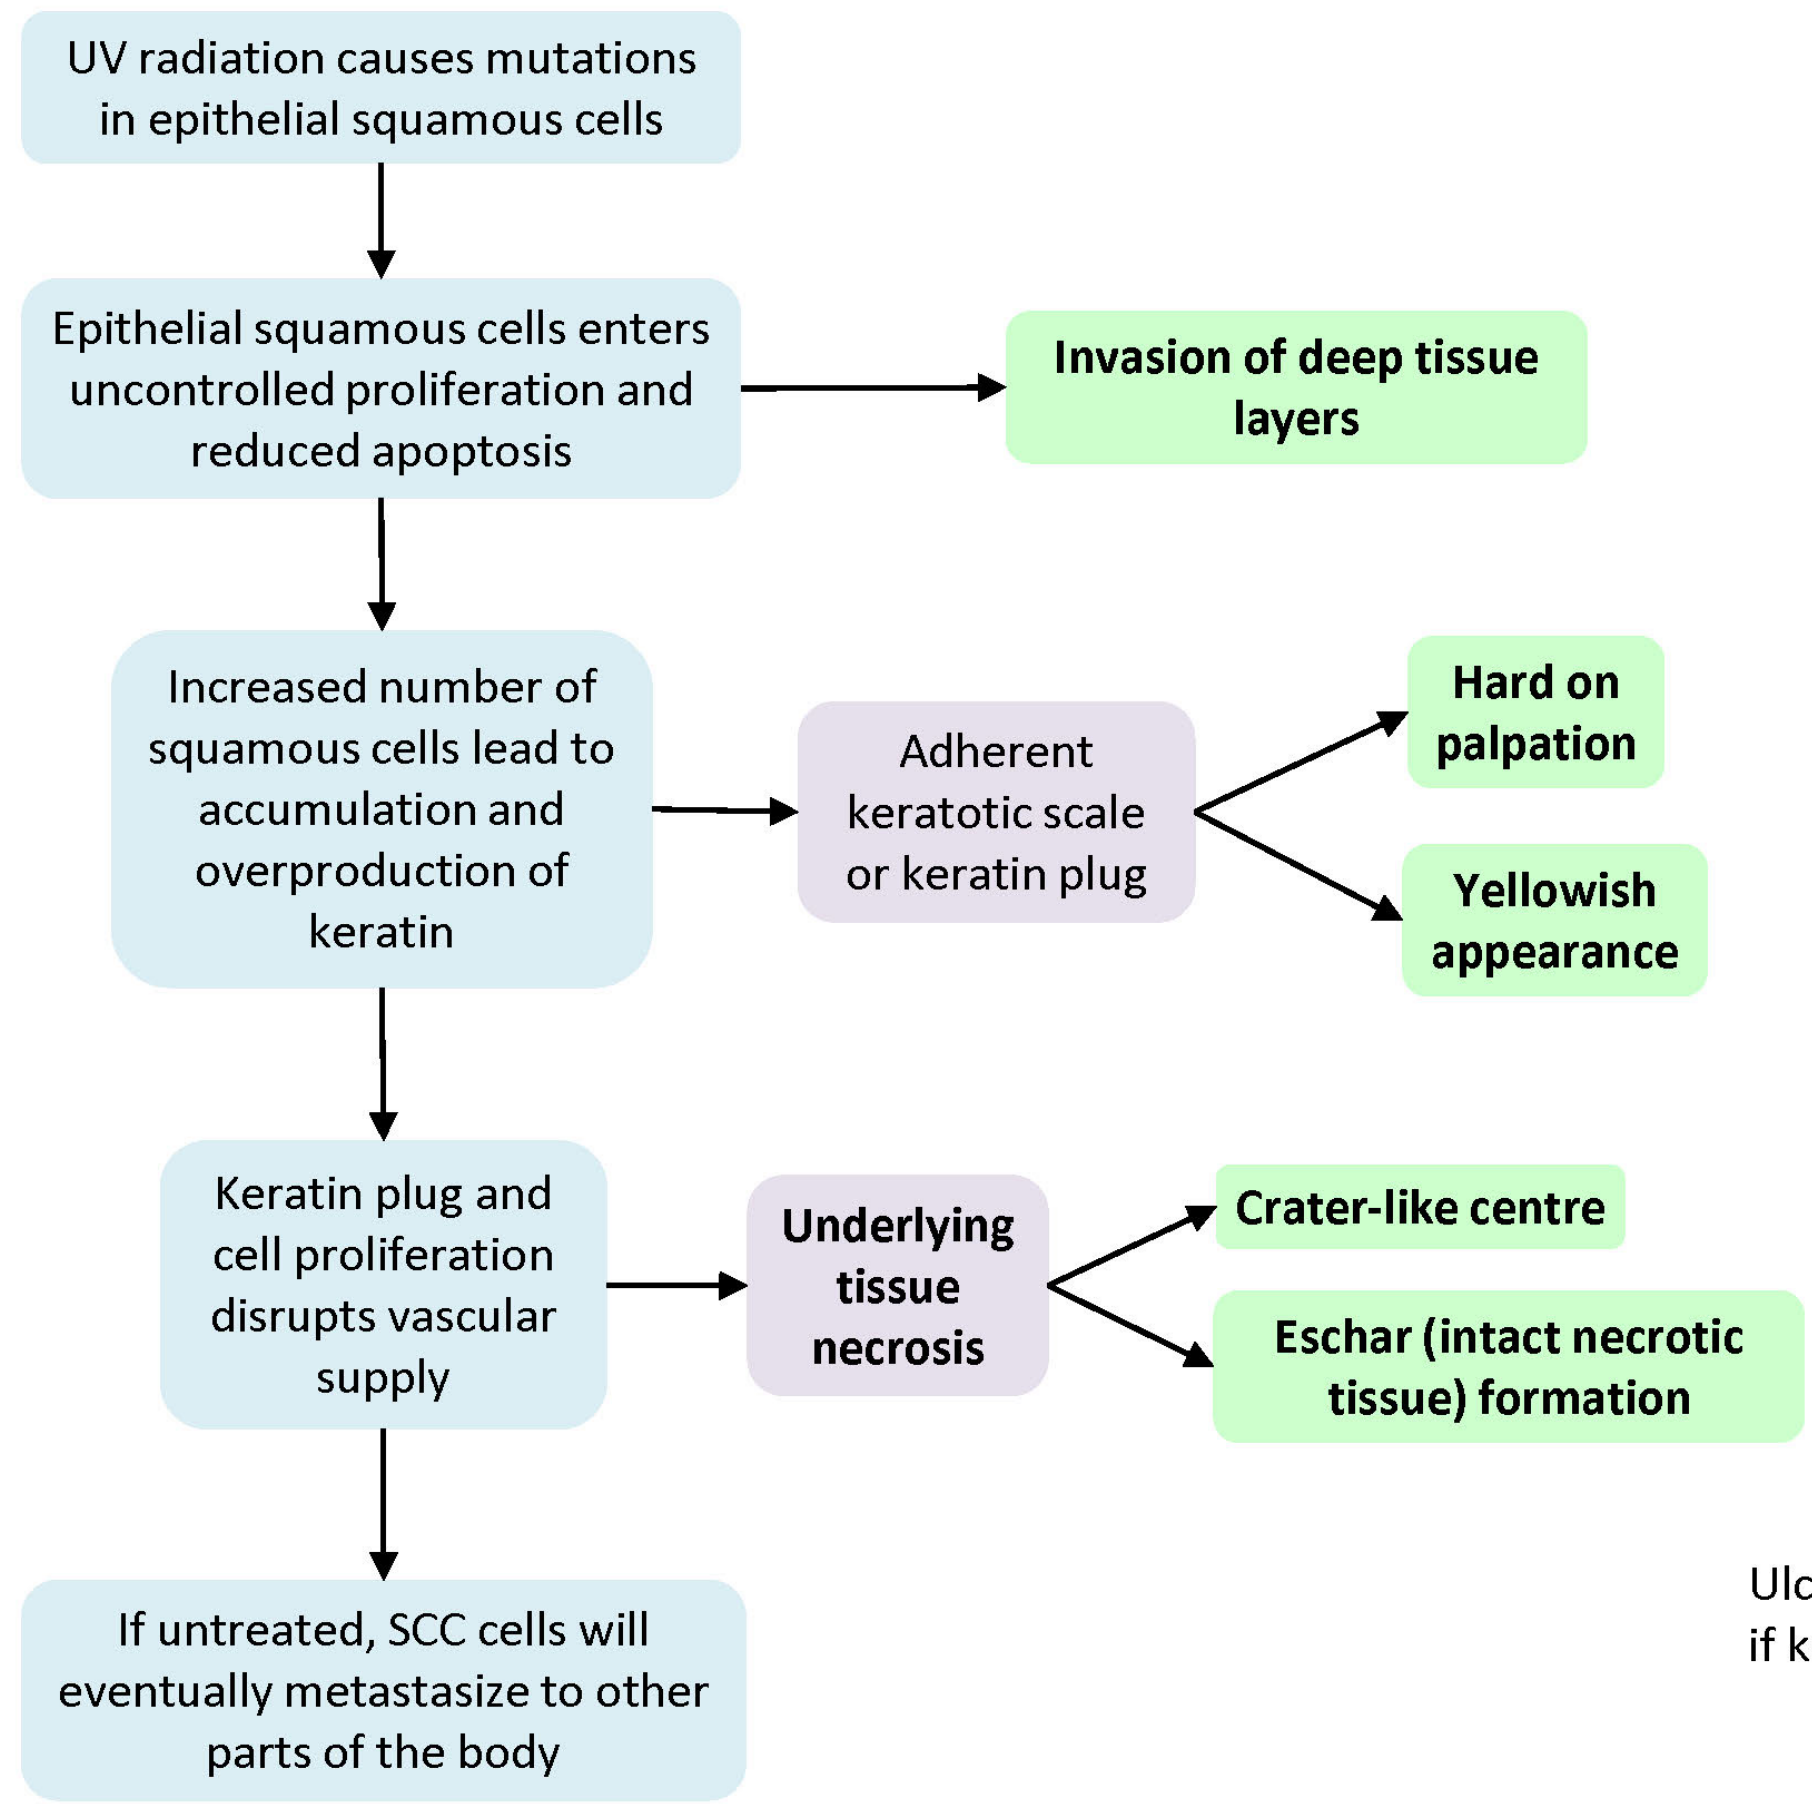 UV radiation causes mutations
in epithelial squamous cells
Epithelial squamous cells enters
uncontrolled proliferation and
reduced apoptosis
Invasion of deep tissue
layers
Increased number of
squamous cells lead to
accumulation and
overproduction of
keratin
Adherent
keratotic scale
or keratin plug
Hard on
palpation
Yellowish
appearance
Keratin plug and
cell proliferation
disrupts vascular
supply
Underlying
tissue
necrosis
Crater-like centre
Eschar (intact necrotic
tissue) formation
If untreated, SCC cells will
eventually metastasize to other
parts of the body
if